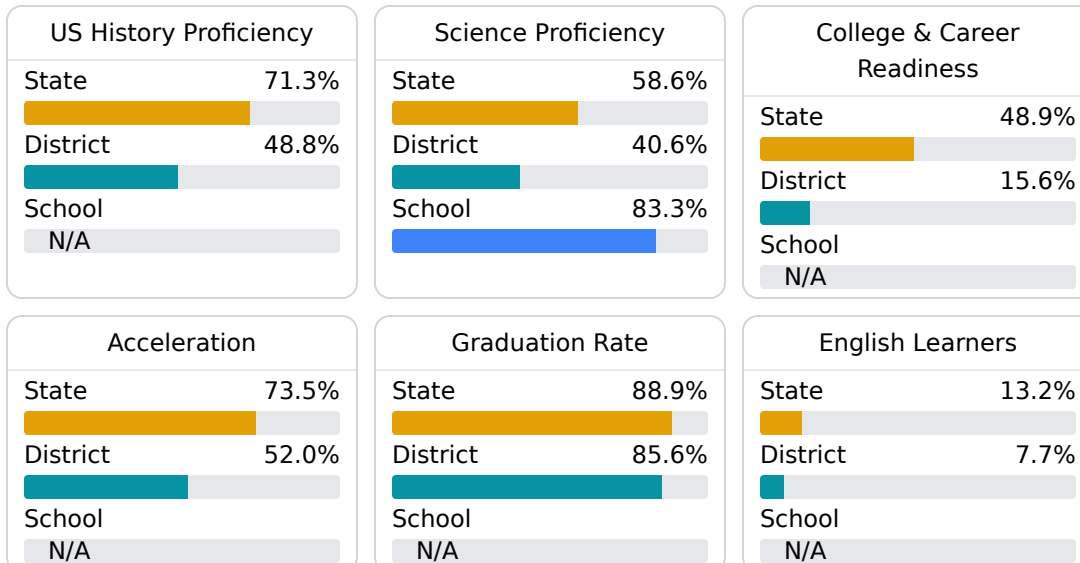 US History Proficiency
State 71.3%
District 48.8%
School
N/A
Science Proficiency
State 58.6%
District 40.6%
School 83.3%
College & Career
Readiness
State 48.9%
District 15.6%
School
N/A
Acceleration
State 73.5%
District 52.0%
School
N/A
Graduation Rate
State 88.9%
District 85.6%
School
N/A
English Learners
State 13.2%
District 7.7%
School
N/A